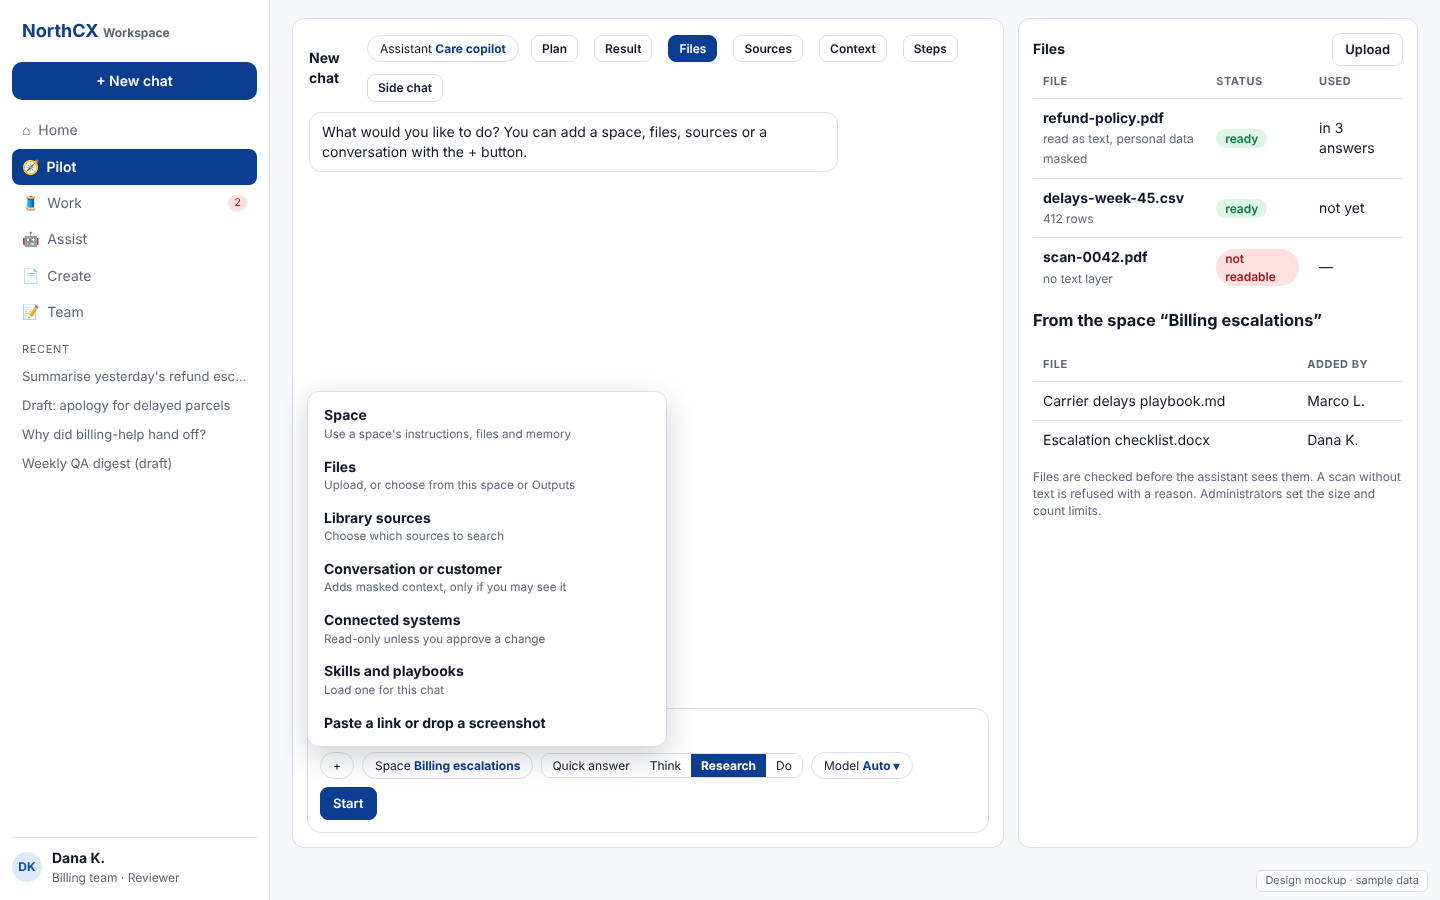 NorthCX Workspace
+ New chat
Home
Pilot
Work 2
Assist
Create
Team
RECENT
Summarise yesterday's refund esc...
Draft: apology for delayed parcels
Why did billing-help hand off?
Weekly QA digest (draft)
DK
Dana K.
Billing team · Reviewer
New
chat
Assistant Care copilot
Plan
Result
Files
Sources
Context
Steps
Side chat
What would you like to do? You can add a space, files, sources or a
conversation with the + button.
Space
Use a space's instructions, files and memory
Files
Upload, or choose from this space or Outputs
Library sources
Choose which sources to search
Conversation or customer
Adds masked context, only if you may see it
Connected systems
Read-only unless you approve a change
Skills and playbooks
Load one for this chat
Paste a link or drop a screenshot
+
Space Billing escalations
Quick answer
Think
Research
Do
Model Auto ▾
Start
Files
Upload
FILE STATUS USED
refund-policy.pdf
read as text, personal data
masked
ready
in 3
answers
delays-week-45.csv
412 rows
ready
not yet
scan-0042.pdf
no text layer
not
readable
—
From the space “Billing escalations”
FILE ADDED BY
Carrier delays playbook.md Marco L.
Escalation checklist.docx Dana K.
Files are checked before the assistant sees them. A scan without
text is refused with a reason. Administrators set the size and
count limits.
Design mockup · sample data